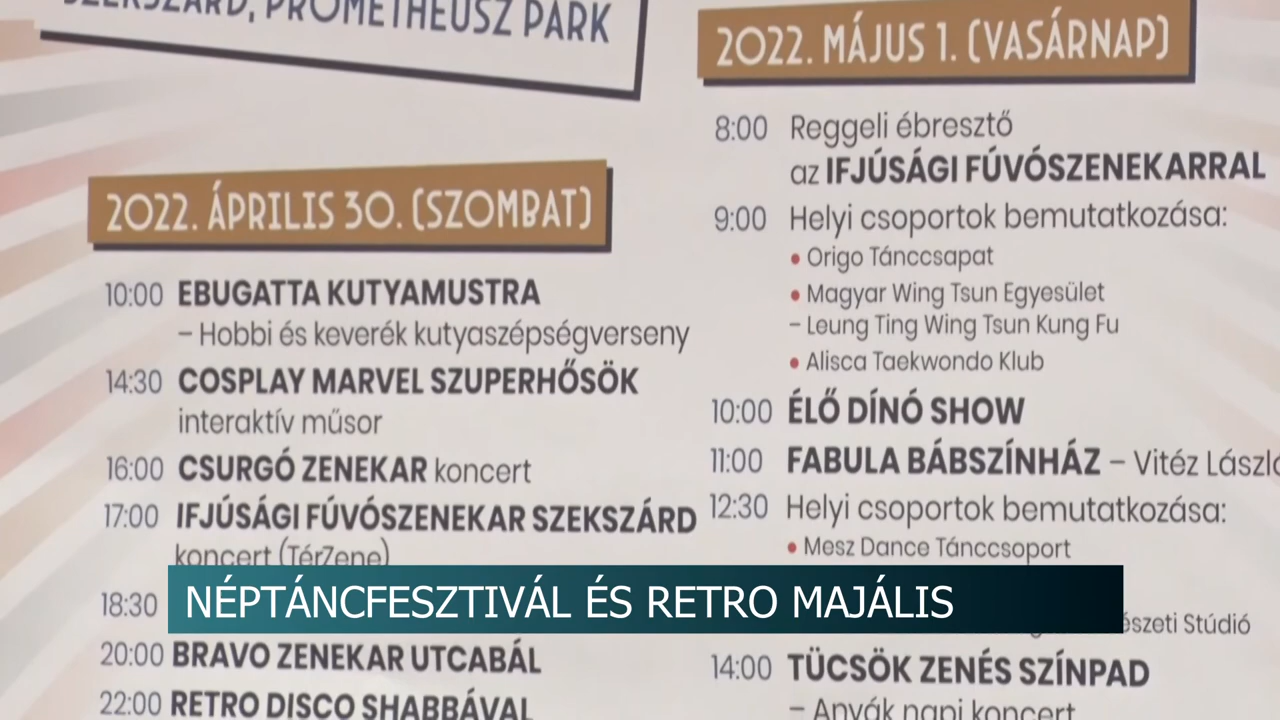 SZEKSZÁRD, PROMETHEUSZ PARK
2022. ÁPRILIS 30. (SZOMBAT)
10:00 EBUGATTA KUTYAMUSTRA
– Hobbi és keverék kutyaszépségverseny
14:30 COSPLAY MARVEL SZUPERHŐSÖK
interaktív műsor
16:00 CSURGÓ ZENEKAR koncert
17:00 IFJÚSÁGI FÚVÓSZENEKAR SZEKSZÁRD
koncert (TérZene)
18:30
20:00 BRAVO ZENEKAR UTCABÁL
22:00 RETRO DISCO SHABBÁVAL
2022. MÁJUS 1. (VASÁRNAP)
8:00 Reggeli ébresztő
az IFJÚSÁGI FÚVÓSZENEKARRAL
9:00 Helyi csoportok bemutatkozása:
• Origo Tánccsapat
• Magyar Wing Tsun Egyesület
– Leung Ting Wing Tsun Kung Fu
• Alisca Taekwondo Klub
10:00 ÉLŐ DÍNÓ SHOW
11:00 FABULA BÁBSZÍNHÁZ – Vitéz
12:30 Helyi csoportok bemutatkozása:
• Mesz Dance Tánccsoport
Stúdió
14:00 TÜCSÖK ZENÉS SZÍNPAD
– Anyák napi koncert
NÉPTÁNCFESZTIVÁL ÉS RETRO MAJÁLIS